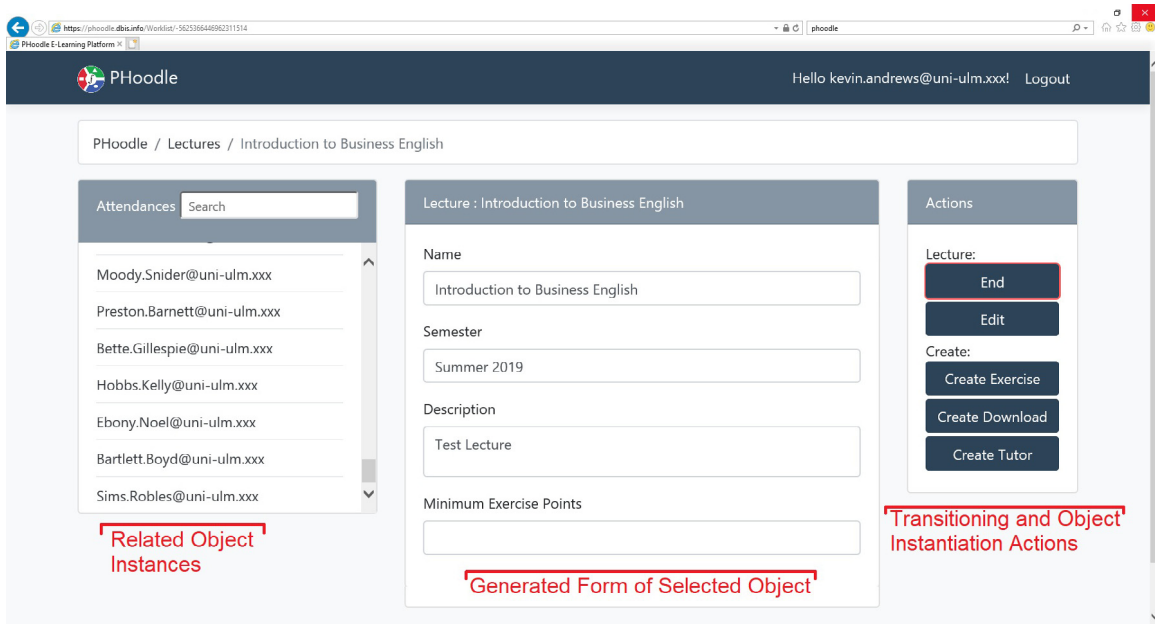 https://phoodle.dbis.info/Worklist/-5625366446962311514
phoodle
PHoodle E-Learning Platform
PHoodle
Hello kevin.andrews@uni-ulm.xxx! Logout
PHoodle / Lectures / Introduction to Business English
Attendances Search
Moody.Snider@uni-ulm.xxx
Preston.Barnett@uni-ulm.xxx
Bette.Gillespie@uni-ulm.xxx
Hobbs.Kelly@uni-ulm.xxx
Ebony.Noel@uni-ulm.xxx
Bartlett.Boyd@uni-ulm.xxx
Sims.Robles@uni-ulm.xxx
Related Object
Instances
Lecture : Introduction to Business English
Name
Introduction to Business English
Semester
Summer 2019
Description
Test Lecture
Minimum Exercise Points
Generated Form of Selected Object
Actions
Lecture:
End
Edit
Create:
Create Exercise
Create Download
Create Tutor
Transitioning and Object
Instantiation Actions